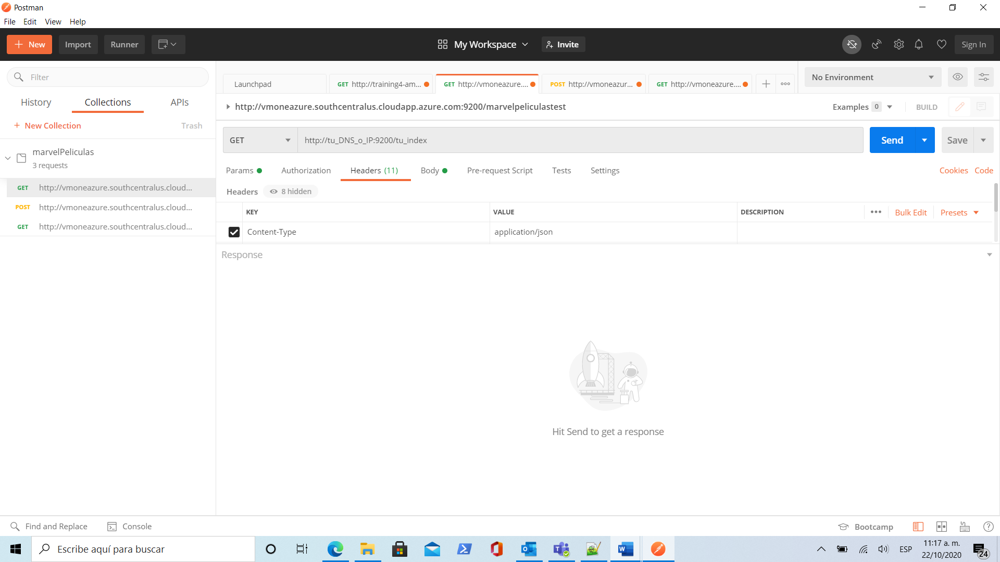 Postman
File Edit View Help
New Import Runner My Workspace Invite Sign In
Filter
History Collections APIs
+ New Collection Trash
marvelPeliculas
3 requests
GET http://vmoneazure.southcentralus.cloud...
POST http://vmoneazure.southcentralus.cloud...
GET http://vmoneazure.southcentralus.cloud...
Launchpad GET http://training4-am... GET http://vmoneazure.... POST http://vmoneazur... GET http://vmoneazure.... No Environment
http://vmoneazure.southcentralus.cloudapp.azure.com:9200/marvelpeliculastest Examples 0 BUILD
GET http://tu_DNS_o_IP:9200/tu_index Send Save
Params Authorization Headers (11) Body Pre-request Script Tests Settings Cookies Code
Headers 8 hidden
KEY VALUE DESCRIPTION ••• Bulk Edit Presets
Content-Type application/json
Response
Hit Send to get a response
Find and Replace Console Bootcamp
Escribe aquí para buscar ESP 11:17 a. m.
22/10/2020 24